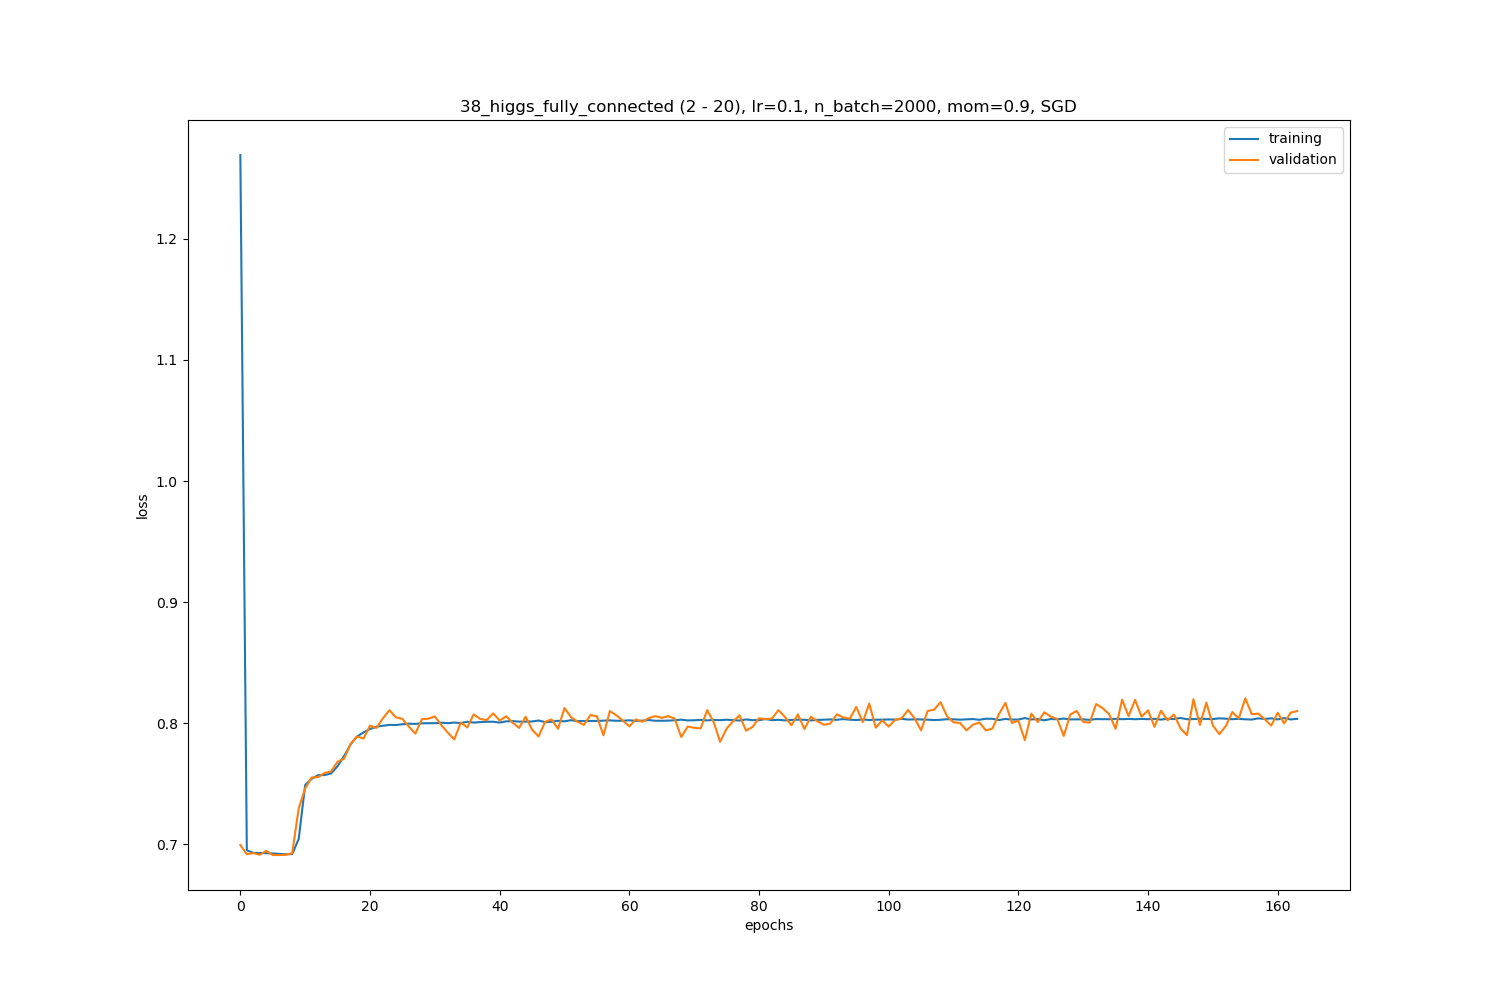 38_higgs_fully_connected (2 - 20), lr=0.1, n_batch=2000, mom=0.9, SGD
training
validation
1.2
1.1
1.0
0.9
0.8
0.7
loss
0 20 40 60 80 100 120 140 160
epochs